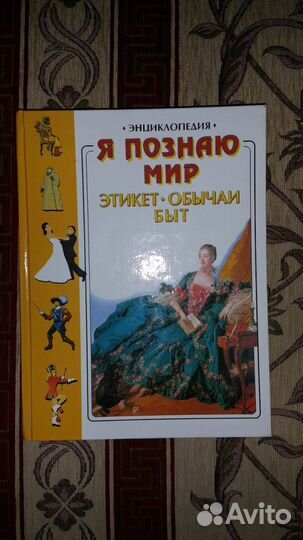 • ЭНЦИКЛОПЕДИЯ •
Я ПОЗНАЮ
МИР
ЭТИКЕТ • ОБЫЧАИ
БЫТ
Avito